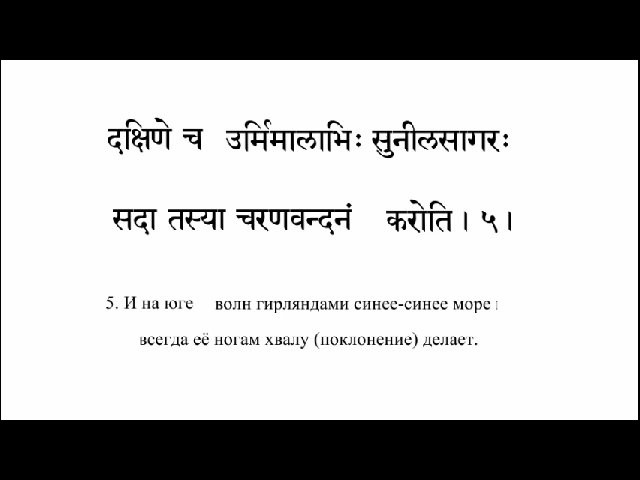 दक्षिणे च उर्म्मिमालाभिः सुनीलसागरः
सदा तस्या चरणवन्दनं करोति । ५ ।
5. И на юге волн гирляндами синее-синее море
всегда её ногам хвалу (поклонение) делает.